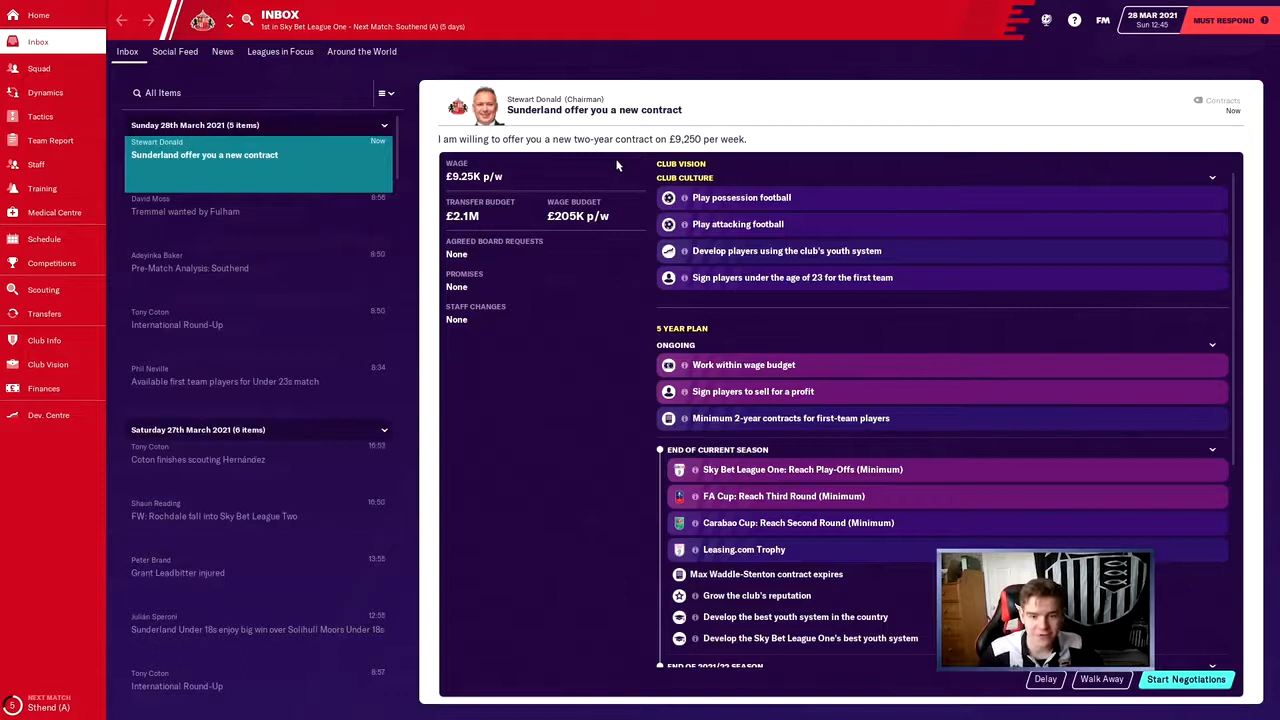 Home
Inbox
Squad
Dynamics
Tactics
Team Report
Staff
Training
Medical Centre
Schedule
Competitions
Scouting
Transfers
Club Info
Club Vision
Finances
Dev. Centre
5
NEXT MATCH
Sthend (A)
INBOX
1st in Sky Bet League One - Next Match: Southend (A) (5 days)
?
FM
28 MAR 2021
Sun 12:45
MUST RESPOND
Inbox
Social Feed
News
Leagues in Focus
Around the World
All Items
Sunday 28th March 2021 (5 items)
Stewart Donald
Now
Sunderland offer you a new contract
David Moss
8:56
Tremmel wanted by Fulham
Adeyinka Baker
8:50
Pre-Match Analysis: Southend
Tony Coton
8:50
International Round-Up
Phil Neville
8:34
Available first team players for Under 23s match
Saturday 27th March 2021 (6 items)
Tony Coton
16:53
Coton finishes scouting Hernández
Shaun Reading
16:50
FW: Rochdale fall into Sky Bet League Two
Peter Brand
13:55
Grant Leadbitter injured
Julián Speroni
12:55
Sunderland Under 18s enjoy big win over Solihull Moors Under 18s
Tony Coton
8:57
International Round-Up
Stewart Donald (Chairman)
Sunderland offer you a new contract
Contracts
Now
I am willing to offer you a new two-year contract on £9,250 per week.
WAGE
£9.25K p/w
TRANSFER BUDGET
£2.1M
WAGE BUDGET
£205K p/w
AGREED BOARD REQUESTS
None
PROMISES
None
STAFF CHANGES
None
CLUB VISION
CLUB CULTURE
Play possession football
Play attacking football
Develop players using the club's youth system
Sign players under the age of 23 for the first team
5 YEAR PLAN
ONGOING
Work within wage budget
Sign players to sell for a profit
Minimum 2-year contracts for first-team players
END OF CURRENT SEASON
Sky Bet League One: Reach Play-Offs (Minimum)
FA Cup: Reach Third Round (Minimum)
Carabao Cup: Reach Second Round (Minimum)
Leasing.com Trophy
Max Waddle-Stenton contract expires
Grow the club's reputation
Develop the best youth system in the country
Develop the Sky Bet League One's best youth system
END OF 2021/22 SEASON
Delay
Walk Away
Start Negotiations